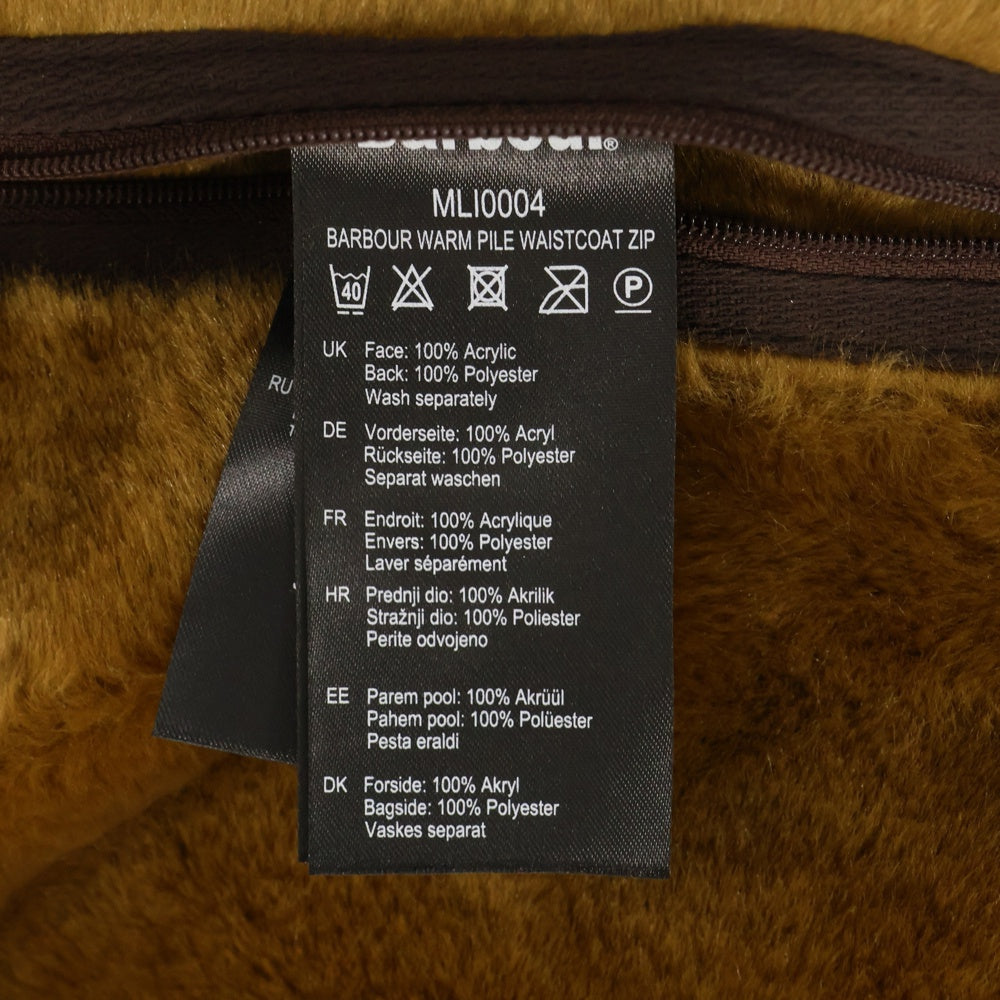 Barbour®
MLI0004
BARBOUR WARM PILE WAISTCOAT ZIP
40
P
UK Face: 100% Acrylic
Back: 100% Polyester
Wash separately
DE Vorderseite: 100% Acryl
Rückseite: 100% Polyester
Separat waschen
FR Endroit: 100% Acrylique
Envers: 100% Polyester
Laver séparément
HR Prednji dio: 100% Akrilik
Stražnji dio: 100% Poliester
Perite odvojeno
EE Parem pool: 100% Akrüül
Pahem pool: 100% Polüester
Pesta eraldi
DK Forside: 100% Akryl
Bagside: 100% Polyester
Vaskes separat
RU